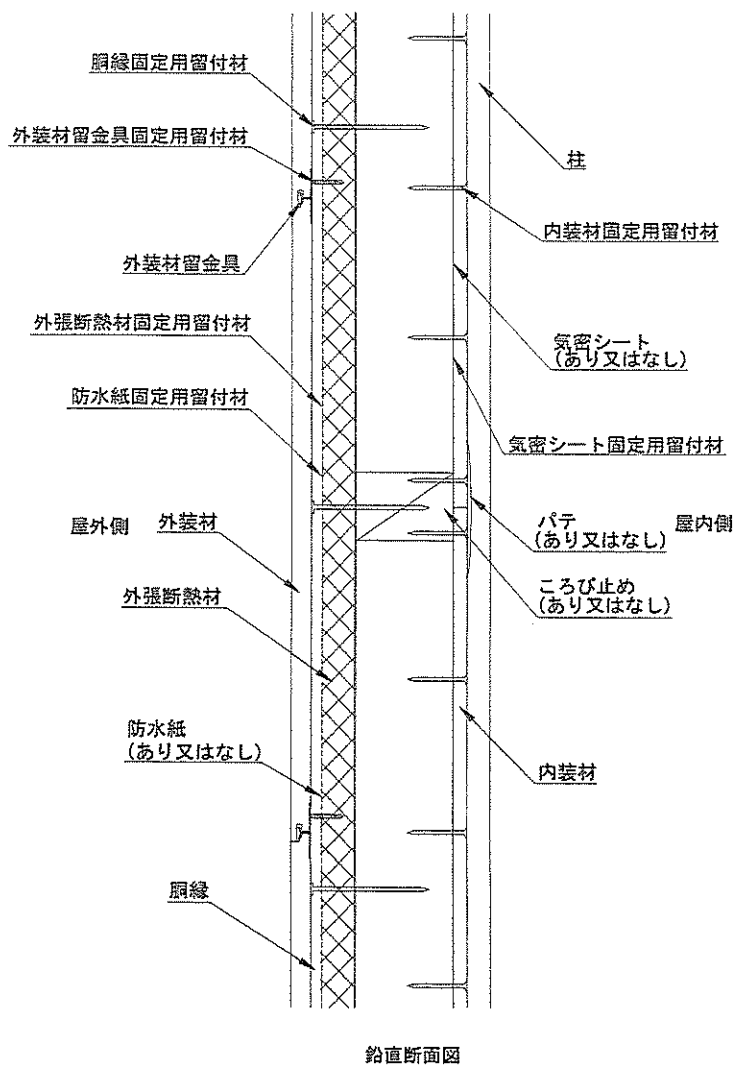 胴縁固定用留付材
外装材留金具固定用留付材
外装材留金具
外張断熱材固定用留付材
防水紙固定用留付材
屋外側
外装材
外張断熱材
防水紙
(あり又はなし)
胴縁
柱
内装材固定用留付材
気密シート
(あり又はなし)
気密シート固定用留付材
パテ
(あり又はなし)
屋内側
ころび止め
(あり又はなし)
内装材
鉛直断面図